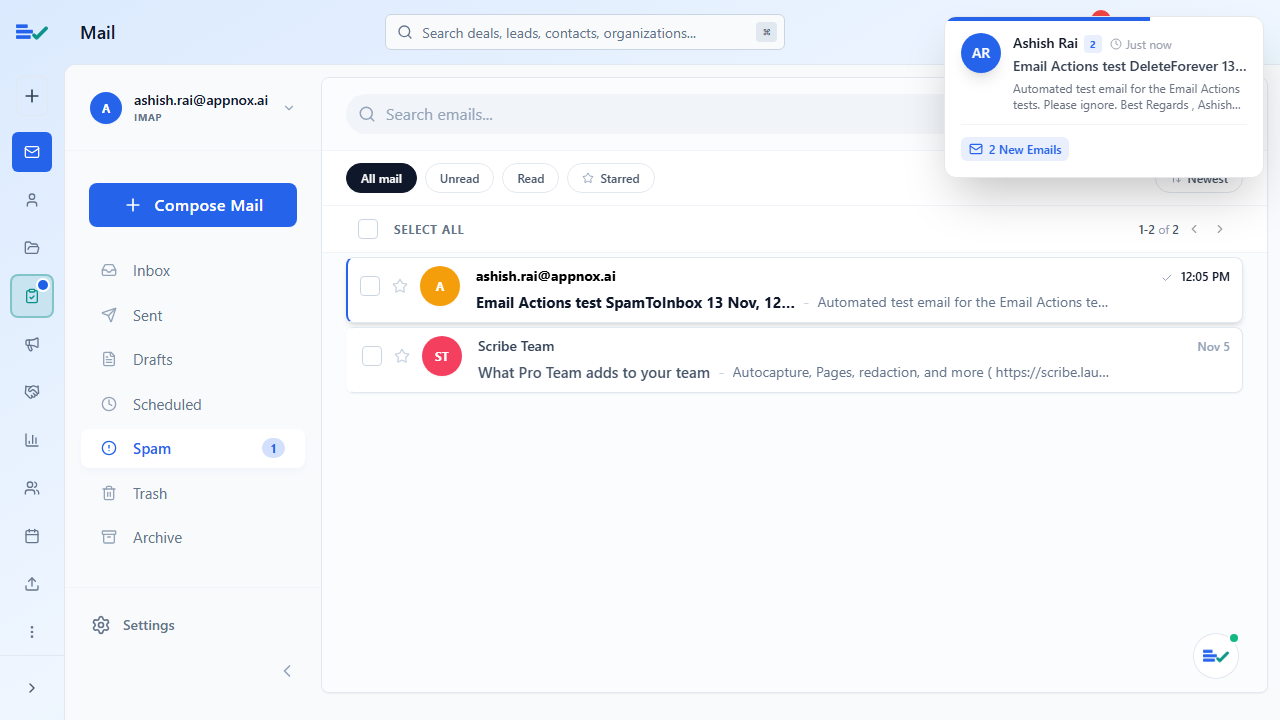 Mail
Search deals, leads, contacts, organizations...
⌘
AR
Ashish Rai 2 Just now
Email Actions test DeleteForever 13...
Automated test email for the Email Actions
tests. Please ignore. Best Regards , Ashish...
2 New Emails
A
ashish.rai@appnox.ai
IMAP
Search emails...
Compose Mail
All mail
Unread
Read
Starred
Newest
SELECT ALL
1-2 of 2
Inbox
Sent
Drafts
Scheduled
Spam 1
Trash
Archive
A
ashish.rai@appnox.ai
12:05 PM
Email Actions test SpamToInbox 13 Nov, 12... - Automated test email for the Email Actions te...
ST
Scribe Team
Nov 5
What Pro Team adds to your team - Autocapture, Pages, redaction, and more ( https://scribe.lau...
Settings